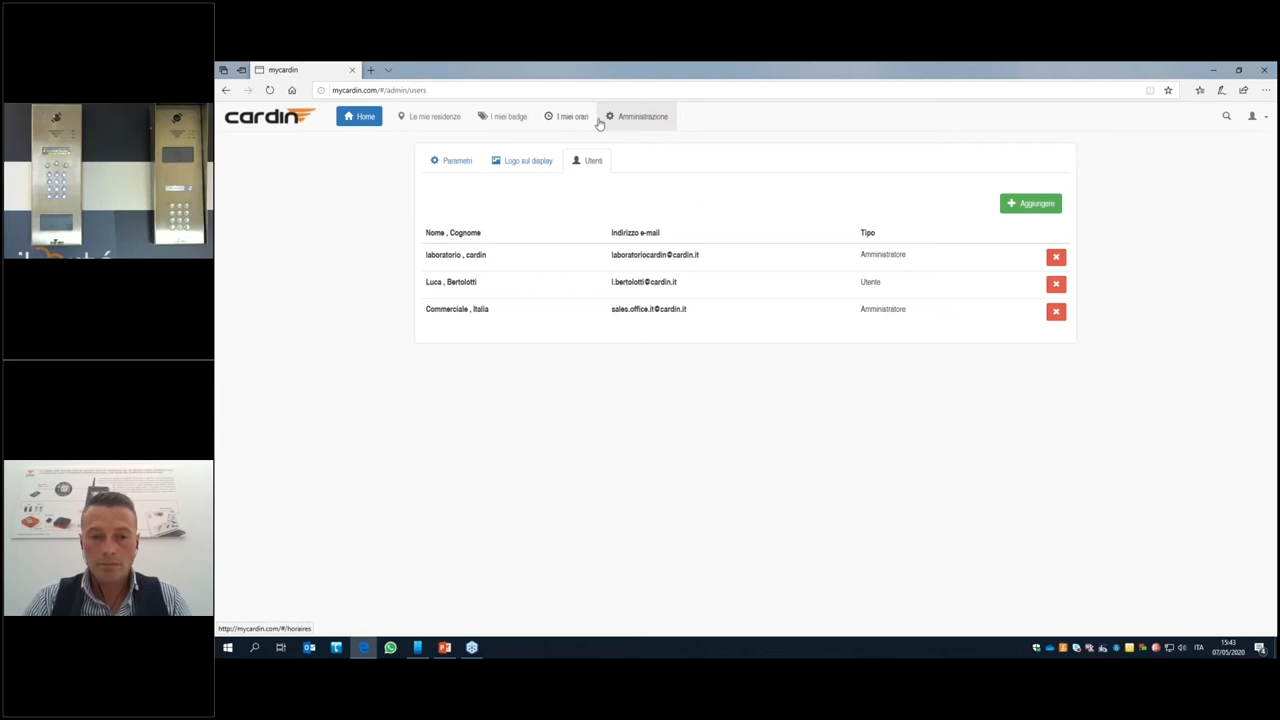 mycardin
mycardin.com/#/admin/users
cardin
Home
Le mie residenze
I miei badge
I miei orari
Amministrazione
Parametri
Logo sul display
Utenti
Aggiungere
Nome , Cognome
Indirizzo e-mail
Tipo
laboratorio , cardin
laboratoriocardin@cardin.it
Amministratore
Luca , Bertolotti
l.bertolotti@cardin.it
Utente
Commerciale , Italia
sales.office.it@cardin.it
Amministratore
http://mycardin.com/#/horaires
ITA
15:43
07/05/2020